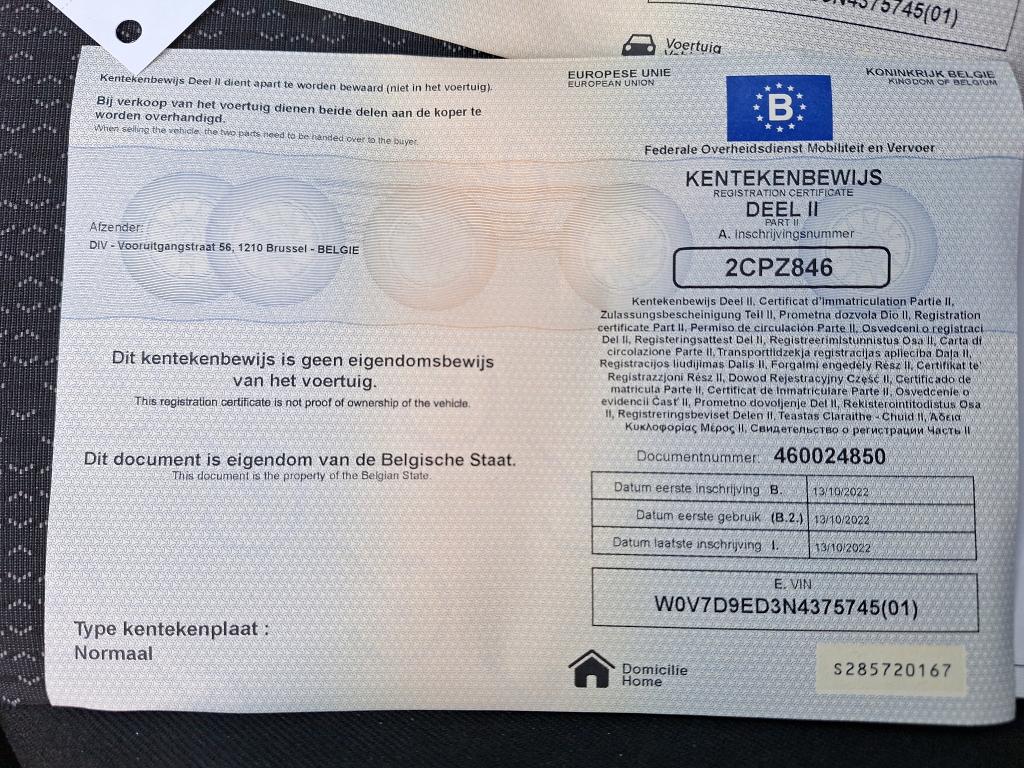 Voertuig
Kentekenbewijs Deel II dient apart te worden bewaard (niet in het voertuig).
Bij verkoop van het voertuig dienen beide delen aan de koper te
worden overhandigd.
When selling the vehicle, the two parts need to be handed over to the buyer.
Afzender:
DIV - Vooruitgangstraat 56, 1210 Brussel - BELGIE
Dit kentekenbewijs is geen eigendomsbewijs
van het voertuig.
This registration certificate is not proof of ownership of the vehicle.
Dit document is eigendom van de Belgische Staat.
This document is the property of the Belgian State.
Type kentekenplaat :
Normaal
EUROPESE UNIE
EUROPEAN UNION
B
KONINKRIJK BELGIE
KINGDOM OF BELGIUM
Federale Overheidsdienst Mobiliteit en Vervoer
KENTEKENBEWIJS
REGISTRATION CERTIFICATE
DEEL II
PART II
A. Inschrijvingsnummer
2CPZ846
Kentekenbewijs Deel II, Certificat d'immatriculation Partie II,
Zulassungsbescheinigung Teil II, Prometna dozvola Dio II, Registration
certificate Part II, Permiso de circulación Parte II, Osvedceni o registraci
Del II, Registreringsattest Del II, Registreerimistunnistus Osa II, Carta di
circolazione Parte II, Transportlidzekja registracijas aplieciba Dala II,
Registracijos liudijimas Dalis II, Forgalmi engedély Rész II, Certifikat te'
Registrazzjoni Rész II, Dowod Rejestracyjny Część II, Certificado de
matricula Parte II, Certificat de Inmatriculare Parte II, Osvedcenie o
evidencii Časť II, Prometno dovoljenje Del II, Rekisterointitodistus Osa
II, Registreringsbeviset Delen II, Teastas Claraithe - Chuid II, Άδεια
Κυκλοφορίας Μέρος II, Свидетельство о регистрации Часть II
Documentnummer: 460024850
Datum eerste inschrijving B. 13/10/2022
Datum eerste gebruik (B.2.) 13/10/2022
Datum laatste inschrijving I. 13/10/2022
E. VIN
W0V7D9ED3N4375745(01)
Domicilie
Home
S285720167